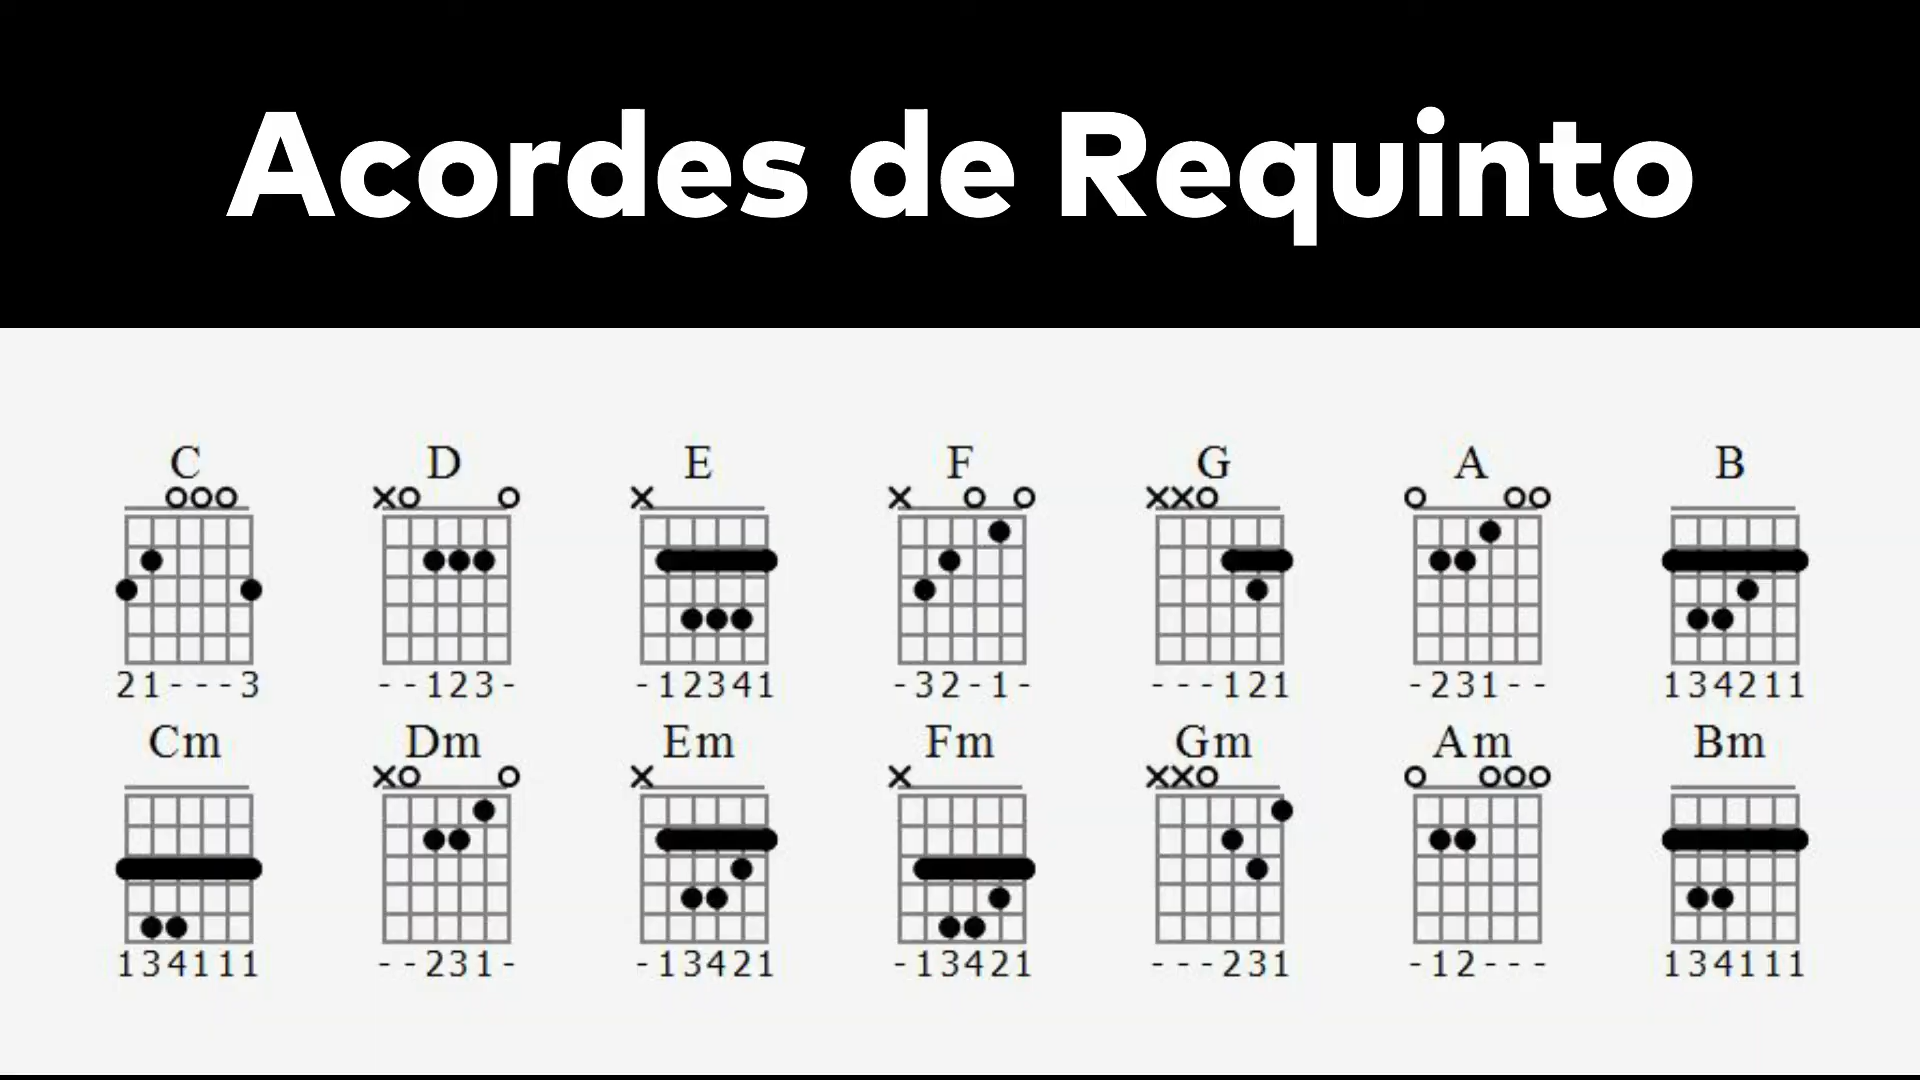 Acordes de Requinto
C D E F G A B
21---3 --123- -12341 -32-1- ---121 -231-- 134211
Cm Dm Em Fm Gm Am Bm
134111 --231- -13421 -13421 ---231 -12--- 134111